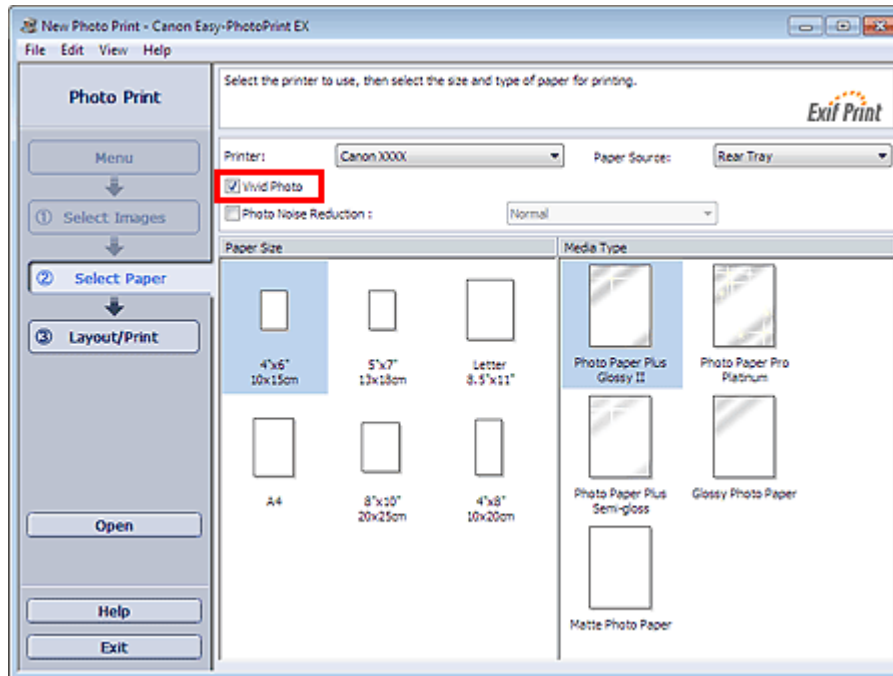 New Photo Print - Canon Easy-PhotoPrint EX
File Edit View Help
Photo Print
Menu
① Select Images
② Select Paper
③ Layout/Print
Open
Help
Exit
Select the printer to use, then select the size and type of paper for printing.
Exif Print
Printer: Canon XXXX Paper Source: Rear Tray
Vivid Photo
Photo Noise Reduction : Normal
Paper Size
4"x6"
10x15cm
5"x7"
13x18cm
Letter
8.5"x11"
A4
8"x10"
20x25cm
4"x8"
10x20cm
Media Type
Photo Paper Plus
Glossy II
Photo Paper Pro
Platinum
Photo Paper Plus
Semi-gloss
Glossy Photo Paper
Matte Photo Paper